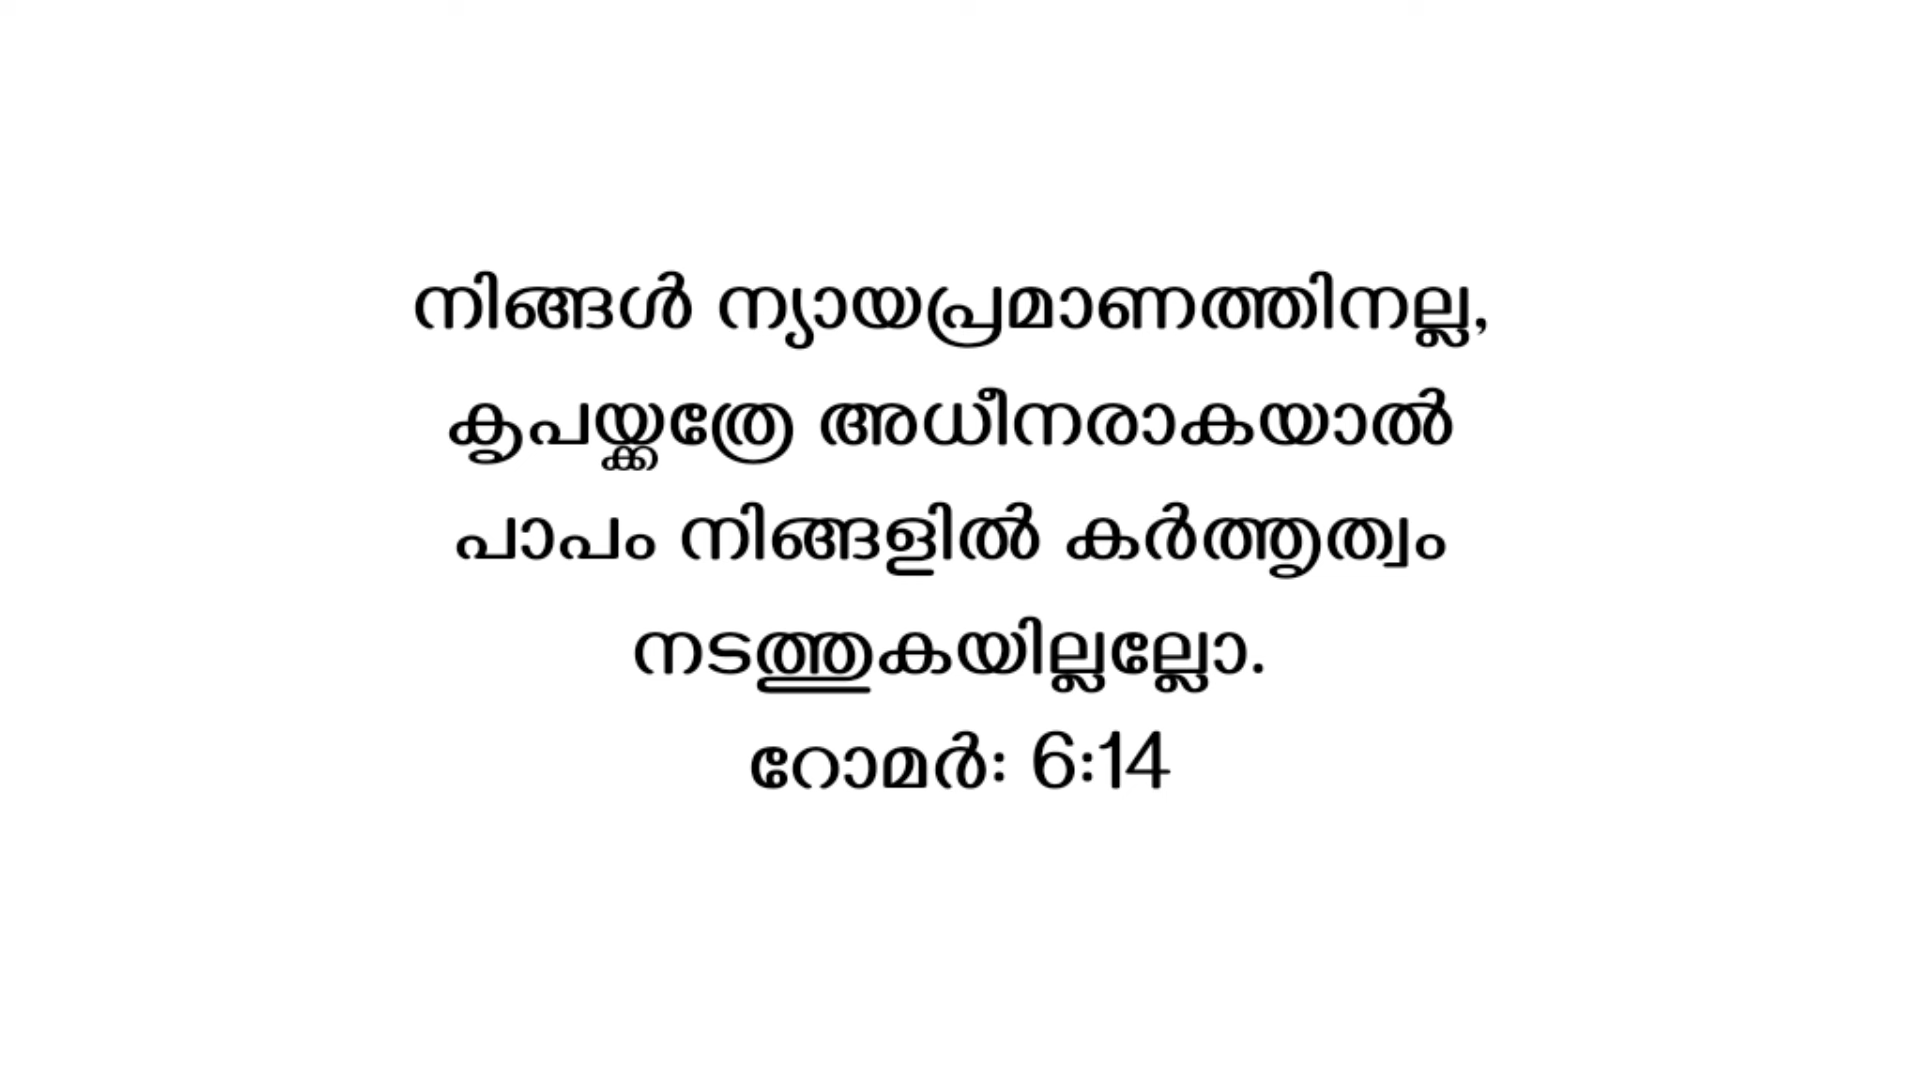 നിങ്ങൾ ന്യായപ്രമാണത്തിനല്ല,
കൃപയ്ക്കത്രേ അധീനരാകയാൽ
പാപം നിങ്ങളിൽ കർത്തൃത്വം
നടത്തുകയില്ലല്ലോ.
റോമർ: 6:14